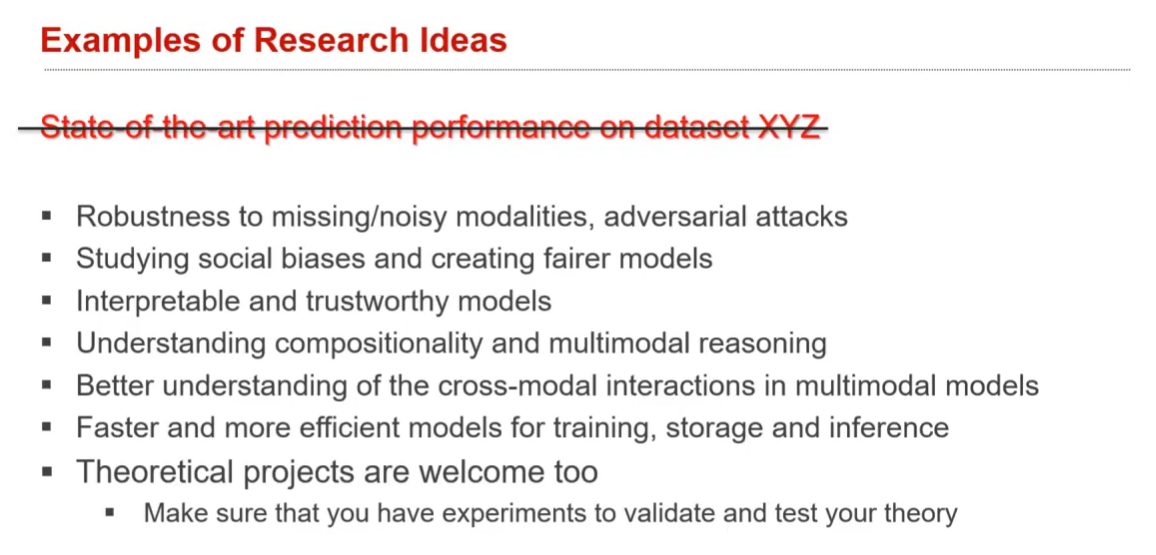 Examples of Research Ideas
State-of-the-art prediction performance on dataset XYZ
▪ Robustness to missing/noisy modalities, adversarial attacks
▪ Studying social biases and creating fairer models
▪ Interpretable and trustworthy models
▪ Understanding compositionality and multimodal reasoning
▪ Better understanding of the cross-modal interactions in multimodal models
▪ Faster and more efficient models for training, storage and inference
▪ Theoretical projects are welcome too
▪ Make sure that you have experiments to validate and test your theory